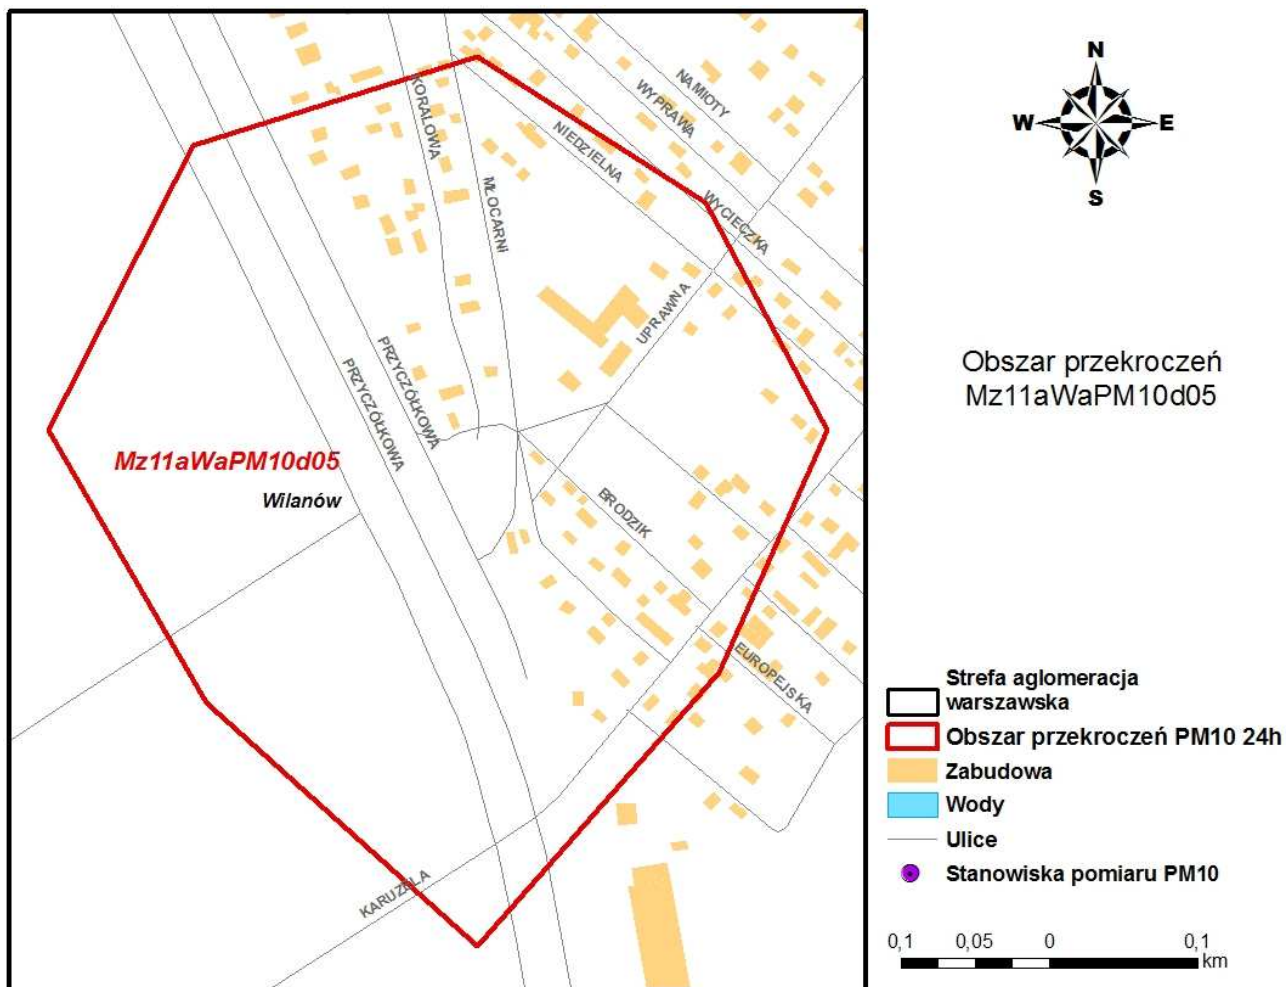 NAMIOTY
WYPRAWA
KORALOWA
NIEDZIELNA
MŁOCARNI
WYCIECZKA
UPRAWNA
PRZYCZÓŁKOWA
PRZYCZÓŁKOWA
Mz11aWaPM10d05
Wilanów
BRODZIK
EUROPEJSKA
KARUZELA
N
W E
S
Obszar przekroczeń
Mz11aWaPM10d05
Strefa aglomeracja
warszawska
Obszar przekroczeń PM10 24h
Zabudowa
Wody
Ulice
Stanowiska pomiaru PM10
0,1 0,05 0 0,1
km